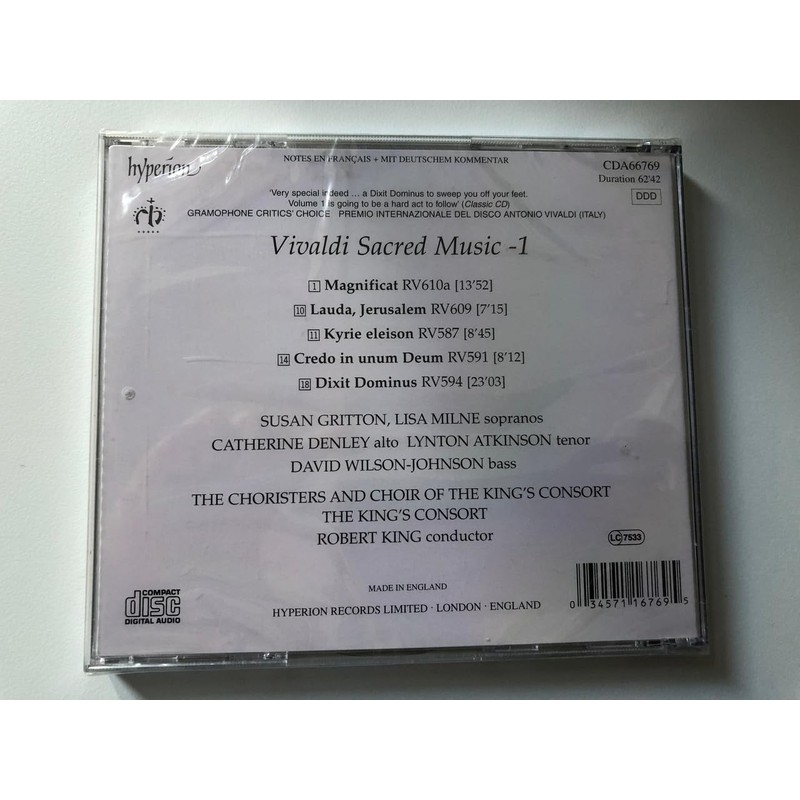 hyperion
NOTES EN FRANÇAIS + MIT DEUTSCHEM KOMMENTAR
CDA66769
Duration 62'42
DDD
'Very special indeed ... a Dixit Dominus to sweep you off your feet.
Volume 1 is going to be a hard act to follow' (Classic CD)
GRAMOPHONE CRITICS' CHOICE PREMIO INTERNAZIONALE DEL DISCO ANTONIO VIVALDI (ITALY)
Vivaldi Sacred Music -1
1 Magnificat RV610a [13'52]
10 Lauda, Jerusalem RV609 [7'15]
11 Kyrie eleison RV587 [8'45]
14 Credo in unum Deum RV591 [8'12]
18 Dixit Dominus RV594 [23'03]
SUSAN GRITTON, LISA MILNE sopranos
CATHERINE DENLEY alto LYNTON ATKINSON tenor
DAVID WILSON-JOHNSON bass
THE CHORISTERS AND CHOIR OF THE KING'S CONSORT
THE KING'S CONSORT
ROBERT KING conductor
LC 7533
COMPACT
disc
DIGITAL AUDIO
MADE IN ENGLAND
HYPERION RECORDS LIMITED · LONDON · ENGLAND
0 34571 16769 5